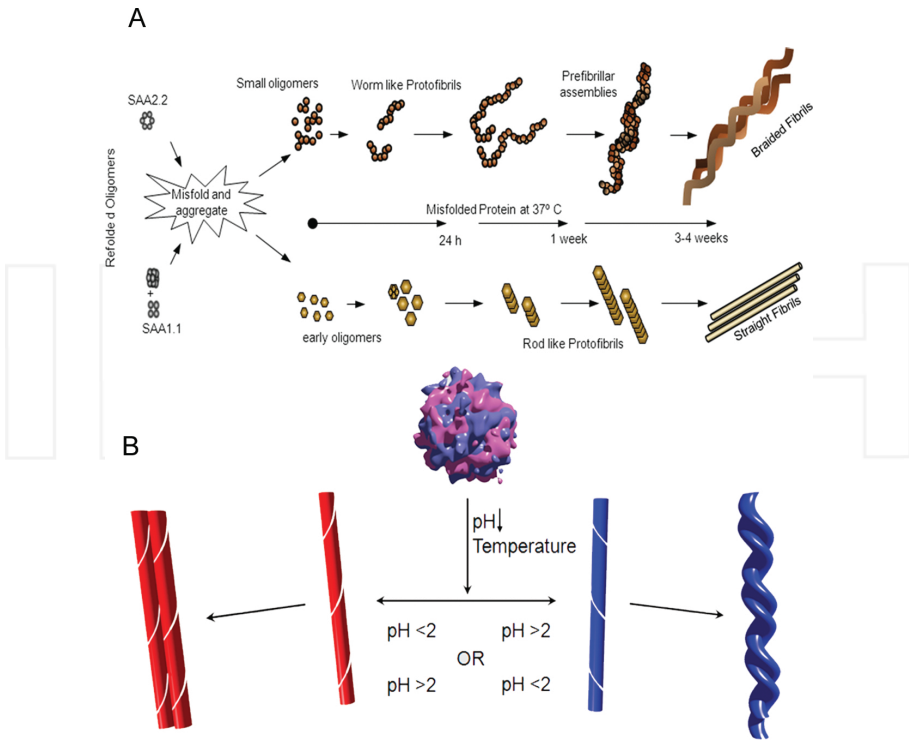 A
Small oligomers
Worm like Protofibrils
Prefibrillar
assemblies
Braided Fibrils
SAA2.2
Refolded Oligomers
Misfold and
aggregate
Misfolded Protein at 37º C
24 h
1 week
3-4 weeks
+
SAA1.1
early oligomers
Rod like Protofibrils
Straight Fibrils
B
pH↓
Temperature
pH <2
pH >2
OR
pH >2
pH <2